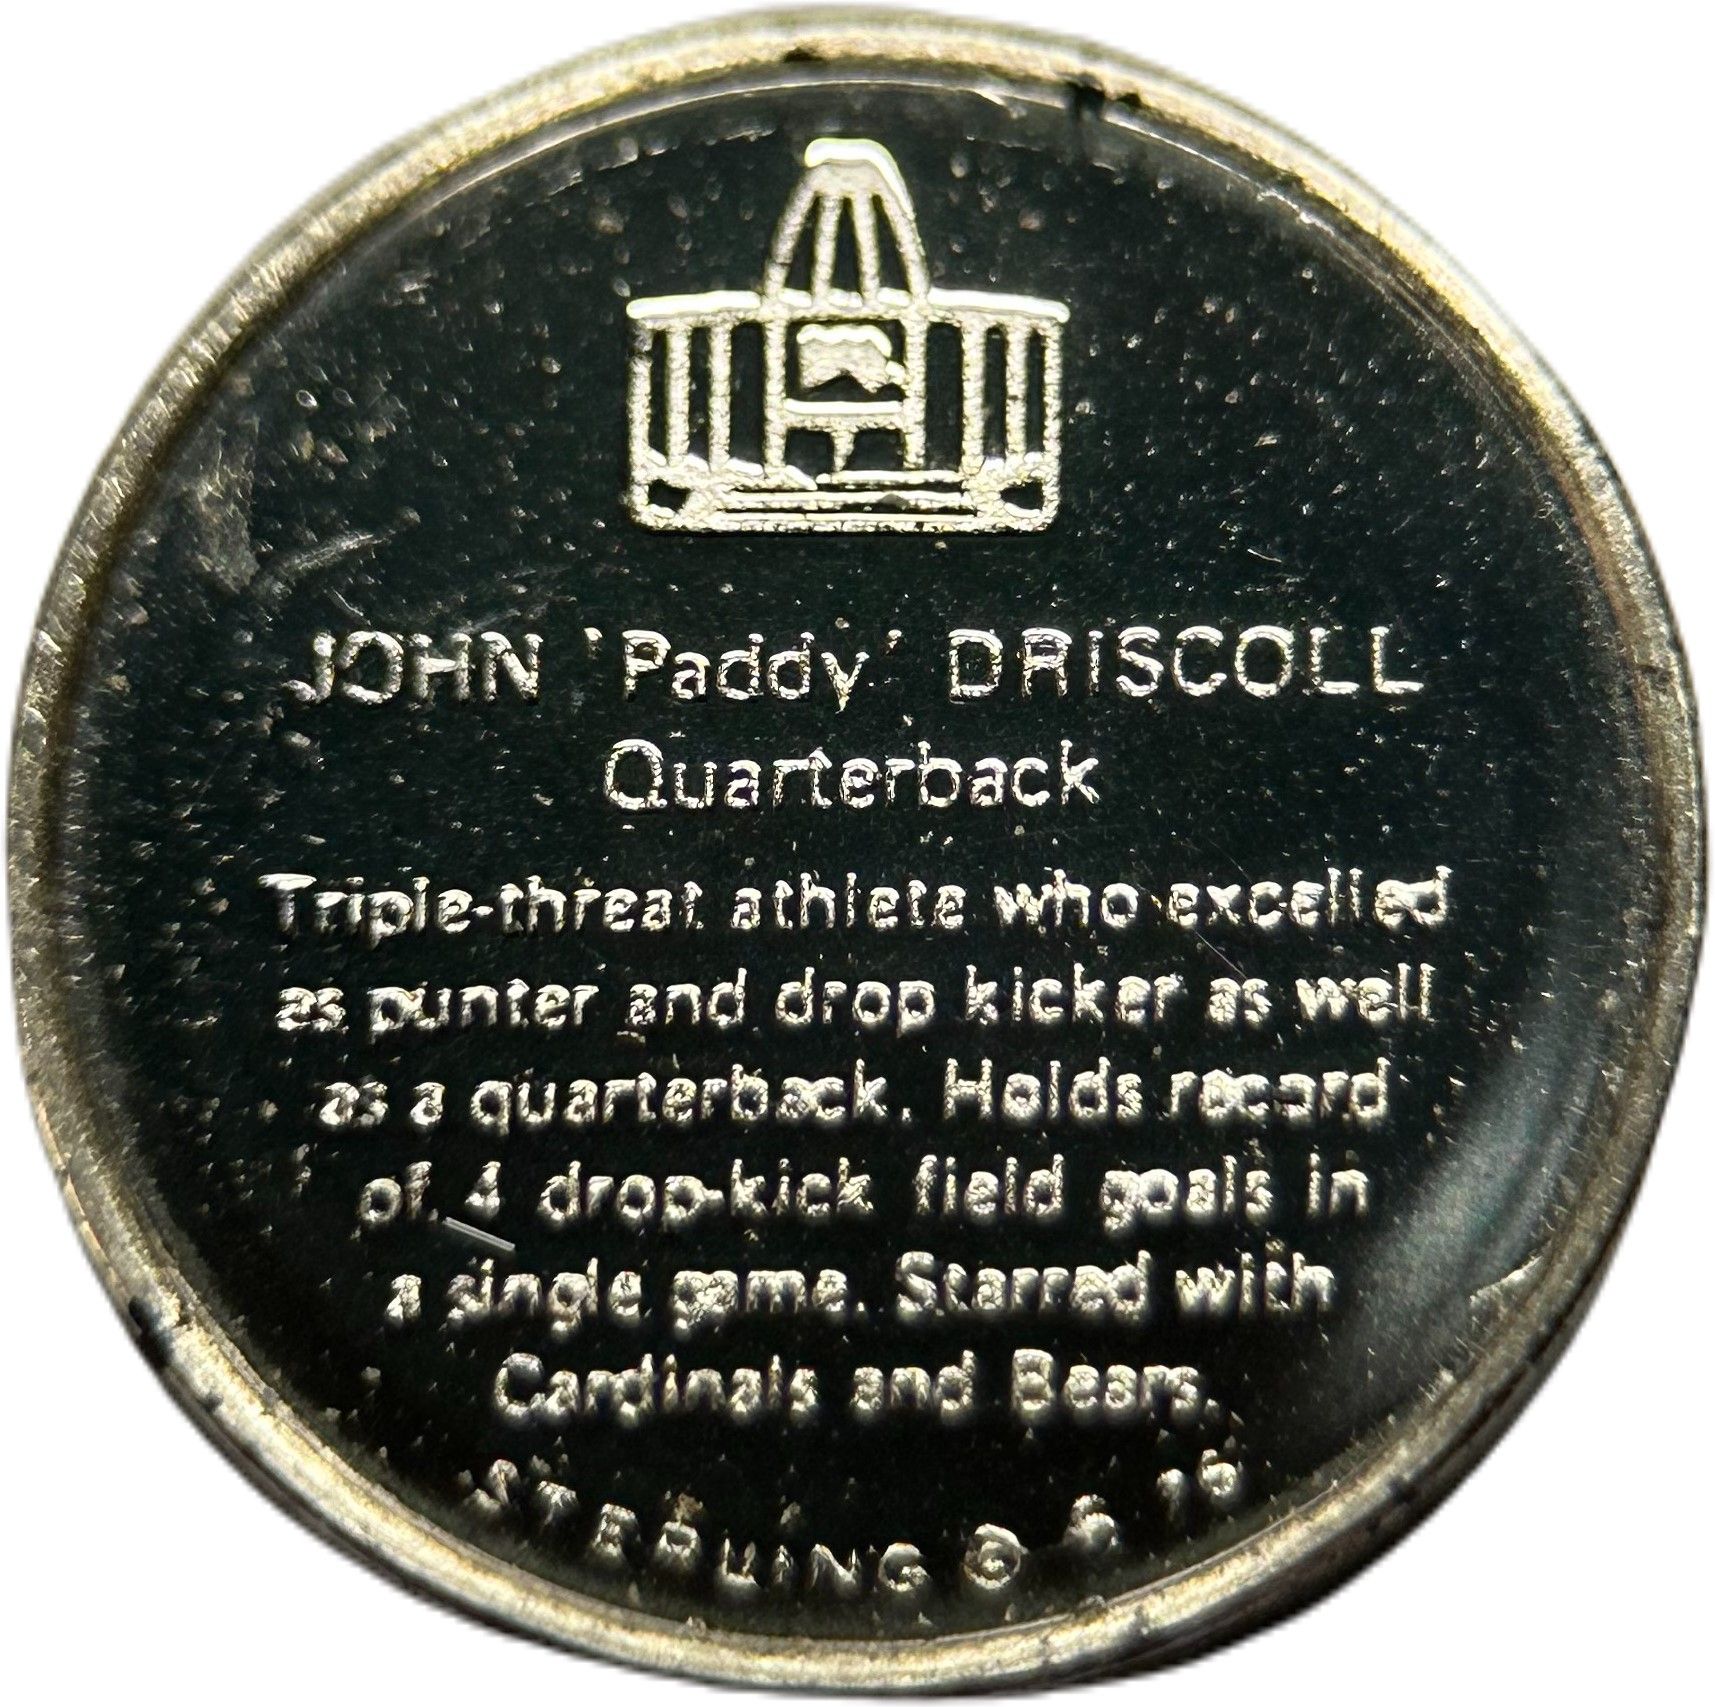 JOHN 'Paddy' DRISCOLL
Quarterback
Triple-threat athlete who excelled
as punter and drop kicker as well
as a quarterback. Holds record
of 4 drop-kick field goals in
a single game. Starred with
Cardinals and Bears.
STERLING ©